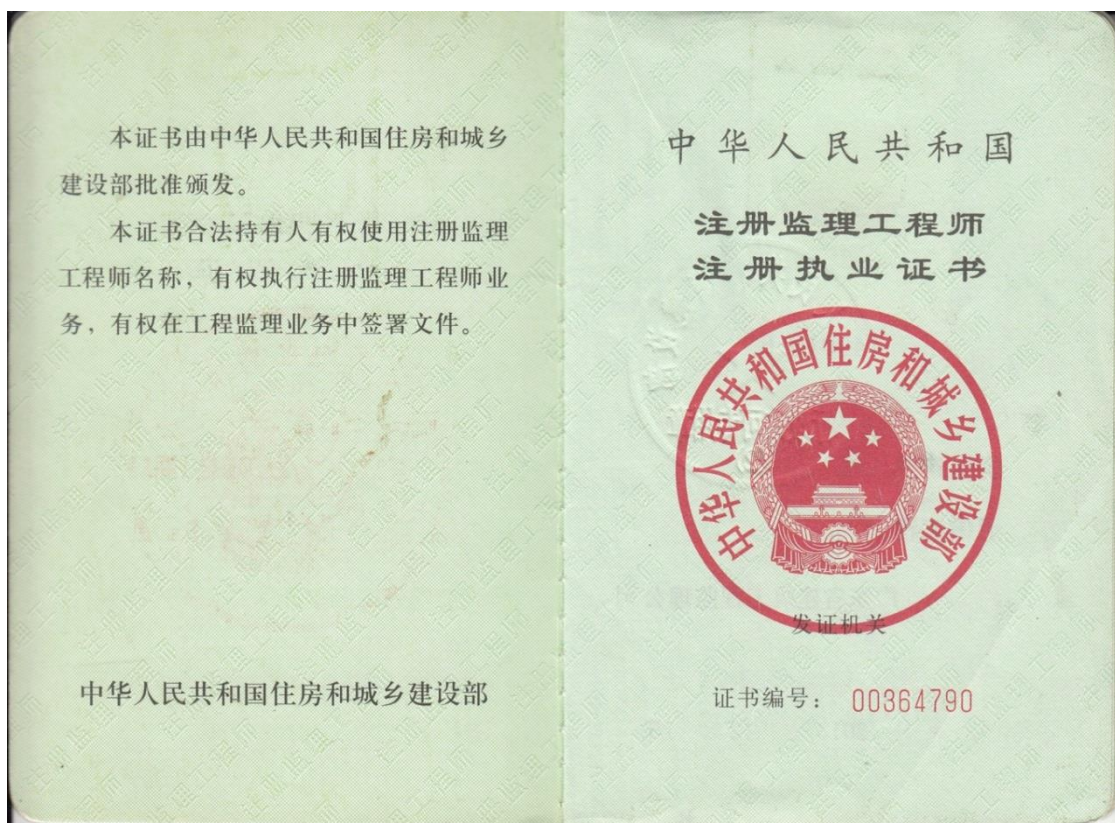 本证书由中华人民共和国住房和城乡
建设部批准颁发。
本证书合法持有人有权使用注册监理
工程师名称，有权执行注册监理工程师业
务，有权在工程监理业务中签署文件。
中华人民共和国住房和城乡建设部
中华人民共和国
注册监理工程师
注册执业证书
中华人民共和国住房和城乡建设部
发证机关
证书编号： 00364790